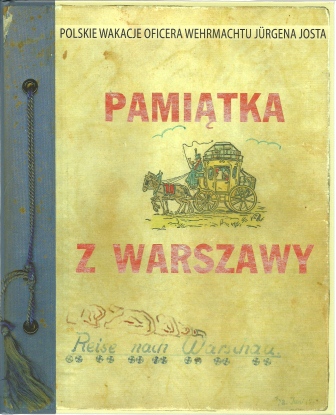 POLSKIE WAKACJE OFICERA WEHRMACHTU JÜRGENA JOSTA
PAMIĄTKA
Z WARSZAWY
Reise nach Warschau.